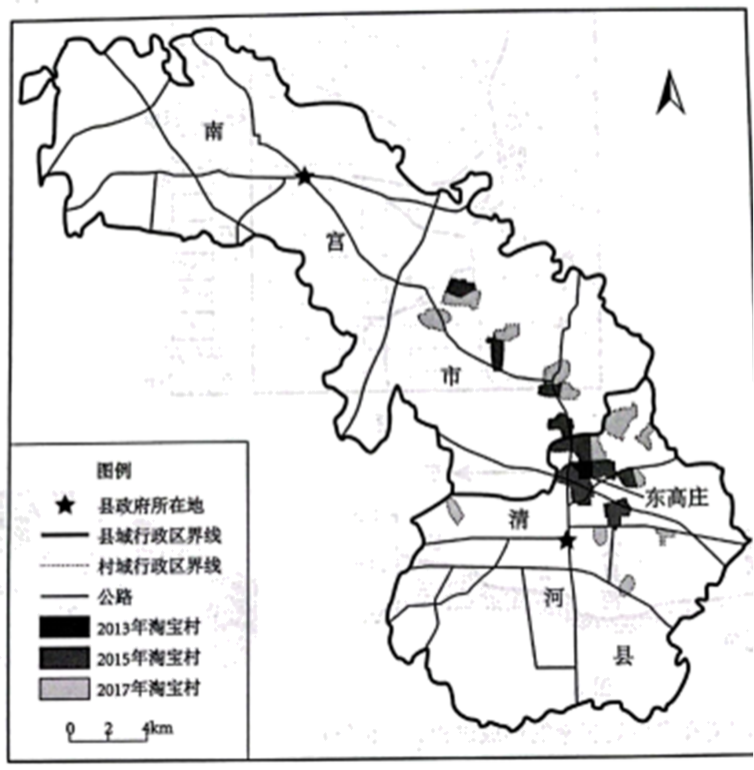 南
宫
市
东高庄
清
河
县
图例
县政府所在地
县域行政区界线
村域行政区界线
公路
2013年淘宝村
2015年淘宝村
2017年淘宝村
0 2 4km